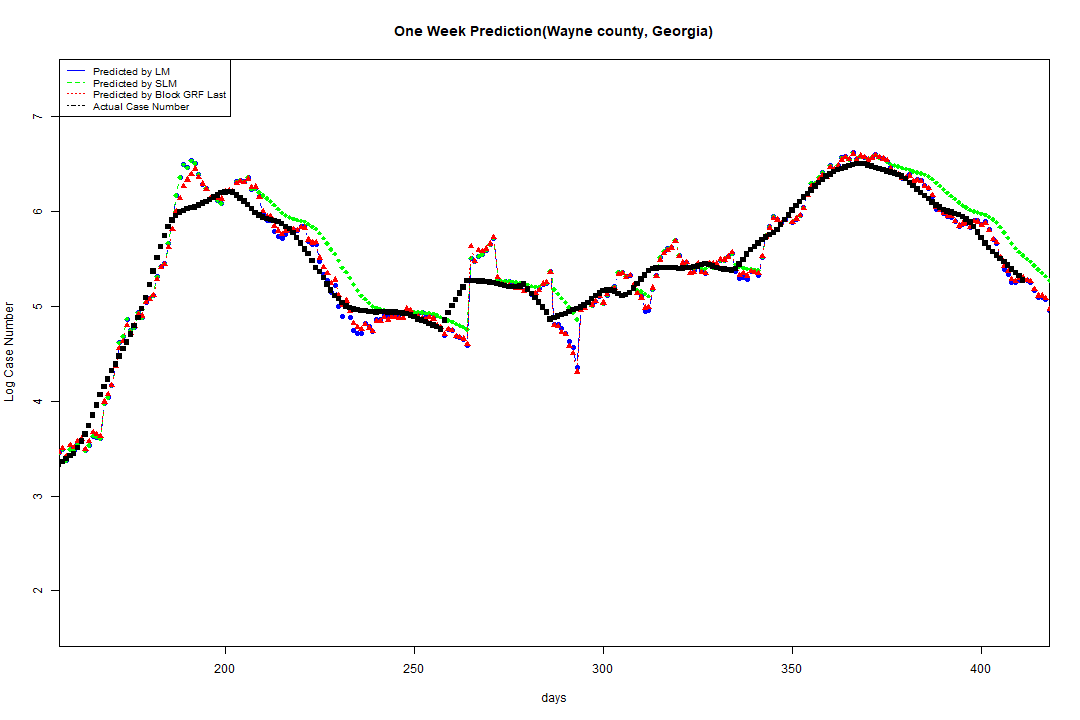 One Week Prediction(Wayne county, Georgia)
Predicted by LM
Predicted by SLM
Predicted by Block GRF Last
Actual Case Number
7
6
5
4
3
2
Log Case Number
200 250 300 350 400
days